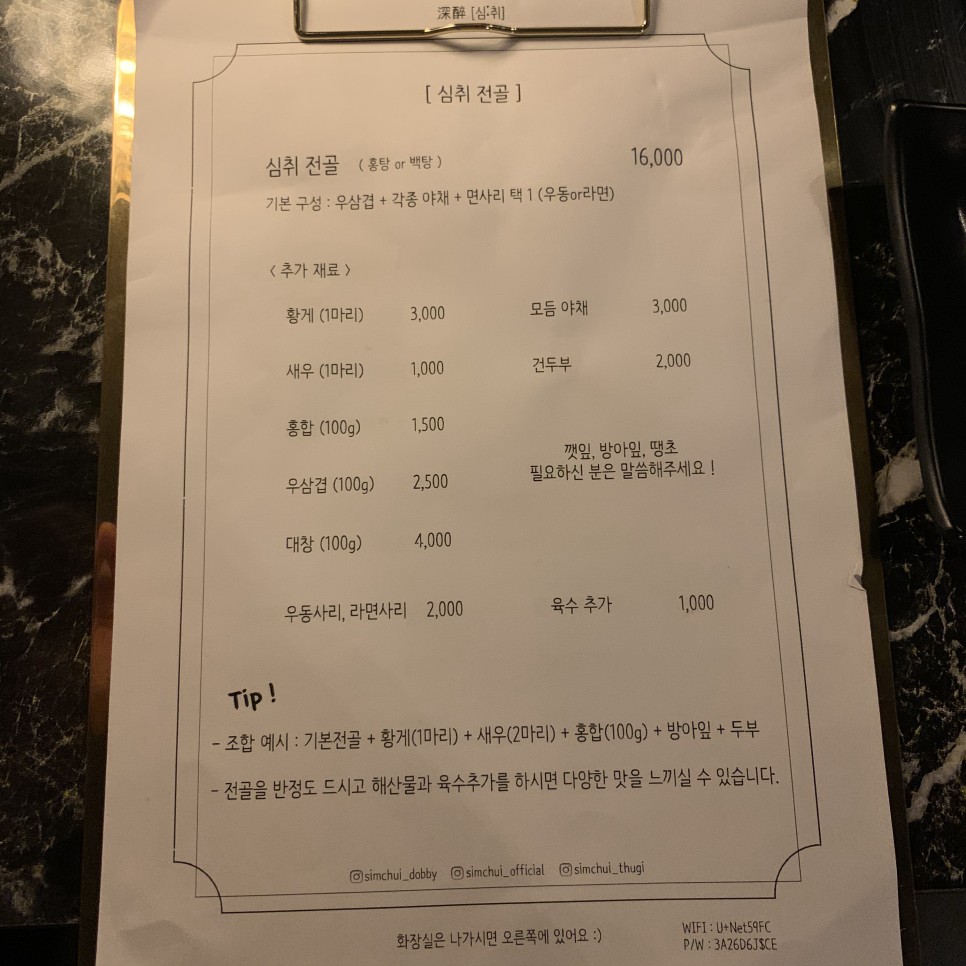 深醉 [심:취]
[ 심취 전골 ]
심취 전골 ( 홍탕 or 백탕 ) 16,000
기본 구성 : 우삼겹 + 각종 야채 + 면사리 택 1 (우동or라면)
< 추가 재료 >
황게 (1마리) 3,000 모듬 야채 3,000
새우 (1마리) 1,000 건두부 2,000
홍합 (100g) 1,500
깻잎, 방아잎, 땡초
필요하신 분은 말씀해주세요 !
우삼겹 (100g) 2,500
대창 (100g) 4,000
우동사리, 라면사리 2,000 육수 추가 1,000
Tip !
- 조합 예시 : 기본전골 + 황게(1마리) + 새우(2마리) + 홍합(100g) + 방아잎 + 두부
- 전골을 반정도 드시고 해산물과 육수추가를 하시면 다양한 맛을 느끼실 수 있습니다.
simchui_dobby simchui_official simchui_thugi
화장실은 나가시면 오른쪽에 있어요 :)
WIFI : U+Net59FC
P/W : 3A26D6J$CE